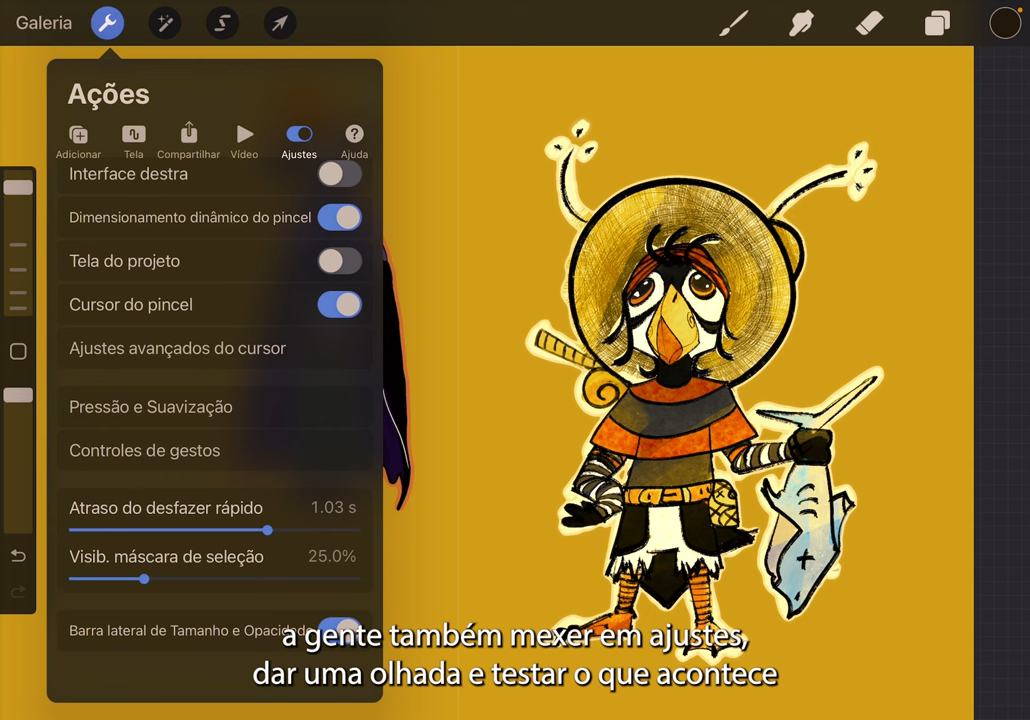 Galeria
Ações
Adicionar Tela Compartilhar Vídeo Ajustes Ajuda
Interface destra
Dimensionamento dinâmico do pincel
Tela do projeto
Cursor do pincel
Ajustes avançados do cursor
Pressão e Suavização
Controles de gestos
Atraso do desfazer rápido 1.03 s
Visib. máscara de seleção 25.0%
Barra lateral de Tamanho e Opacidade
a gente também mexer em ajustes,
dar uma olhada e testar o que acontece